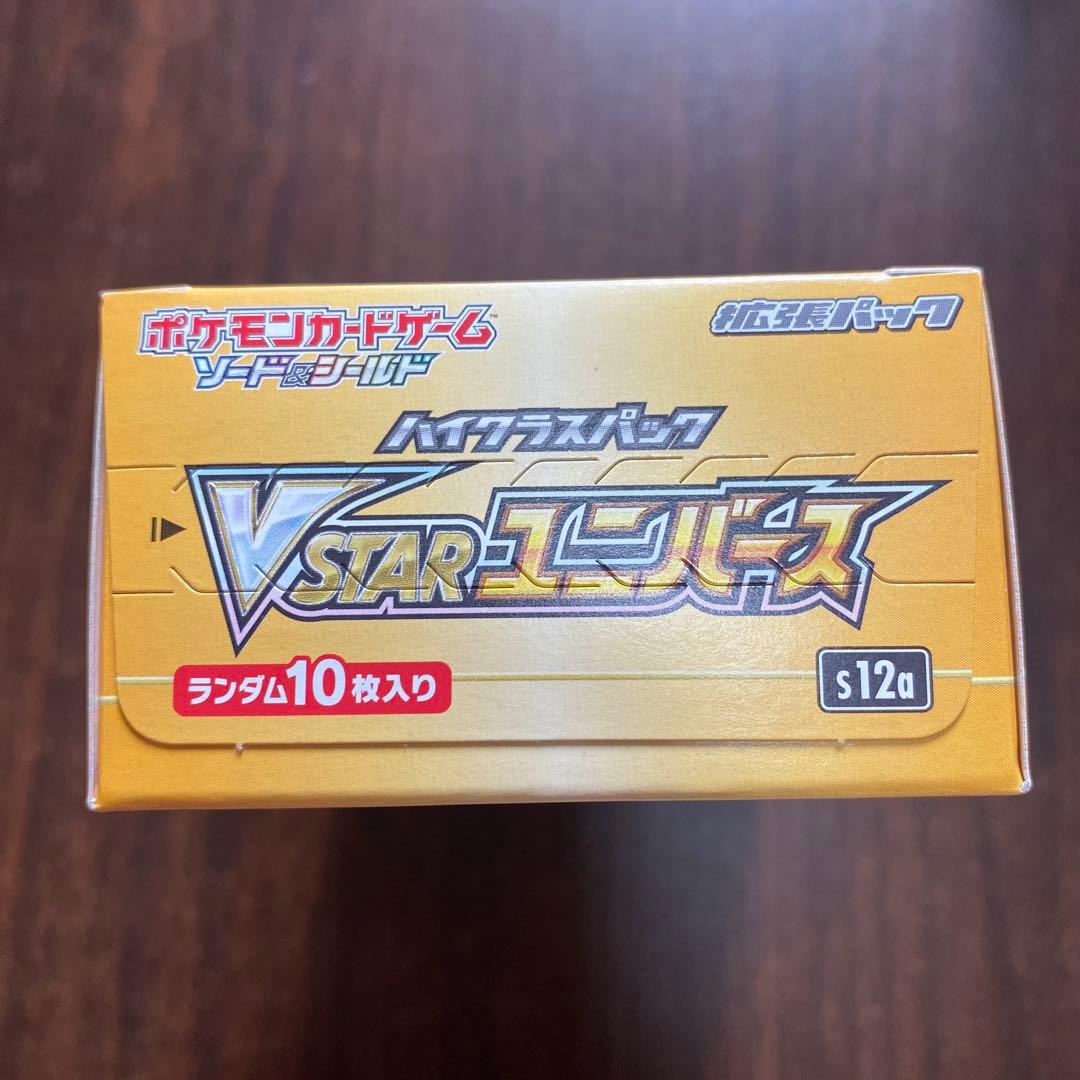 ポケモンカードゲーム™
ソード&シールド
拡張パック
ハイクラスパック
VSTARユニバース
ランダム10枚入り
s12a